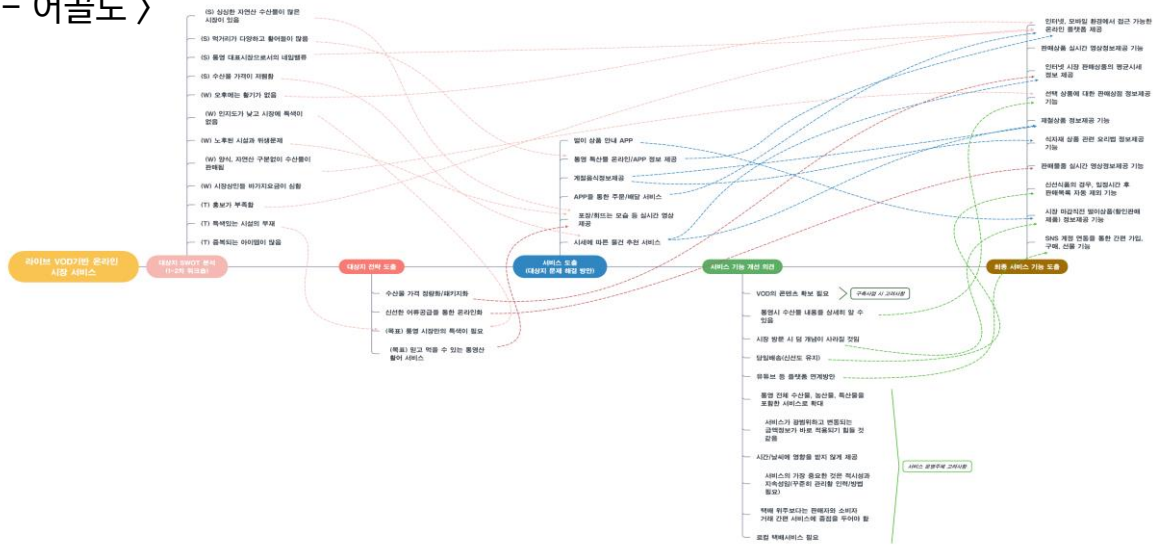 - 어골도 〉
(S) 싱싱한 자연산 수산물이 많은
시장이 있음
(S) 먹거리가 다양하고 활어들이 많음
(S) 통영 대표시장으로서의 네임밸류
(S) 수산물 가격이 저렴함
(W) 오후에는 활기가 없음
(W) 인지도가 낮고 시장에 특색이
없음
(W) 노후된 시설과 위생문제
(W) 양식, 자연산 구분없이 수산물이
판매됨
(W) 시장상인들 바가지요금이 심함
(T) 홍보가 부족함
(T) 특색있는 시설의 부재
(T) 중복되는 아이템이 많음
라이브 VOD기반 온라인
시장 서비스
대상지 SWOT 분석
(1~2차 워크숍)
대상지 전략 도출
수산물 가격 정량화/패키지화
신선한 어류공급을 통한 온라인화
(목표) 통영 시장만의 특색이 필요
(목표) 믿고 먹을 수 있는 통영산
활어 서비스
떨이 상품 안내 APP
통영 특산물 온라인/APP 정보 제공
계절음식정보제공
APP을 통한 주문/배달 서비스
포장/회뜨는 모습 등 실시간 영상
제공
시세에 따른 물건 추천 서비스
서비스 도출
(대상지 문제 해결 방안)
서비스 기능 개선 의견
VOD의 콘텐츠 확보 필요
구축사업 시 고려사항
통영시 수산물 내용을 상세히 알 수
있음
시장 방문 시 덤 개념이 사라질 것임
당일배송(신선도 유지)
유튜브 등 플랫폼 연계방안
통영 전체 수산물, 농산물, 특산물을
포함한 서비스로 확대
서비스가 광범위하고 변동되는
금액정보가 바로 적용되기 힘들 것
같음
시간/날씨에 영향을 받지 않게 제공
서비스의 가장 중요한 것은 적시성과
지속성임(꾸준히 관리할 인력/방법
필요)
택배 위주보다는 판매자와 소비자
거래 간편 서비스에 중점을 두어야 함
로컬 택배서비스 필요
서비스 운영주체 고려사항
인터넷, 모바일 환경에서 접근 가능한
온라인 플랫폼 제공
판매상품 실시간 영상정보제공 기능
인터넷 시장 판매상품의 평균시세
정보 제공
선택 상품에 대한 판매상점 정보제공
기능
제철상품 정보제공 기능
식자재 상품 관련 요리법 정보제공
기능
판매물품 실시간 영상정보제공 기능
신선식품의 경우, 일정시간 후
판매목록 자동 제외 기능
시장 마감직전 떨이상품(할인판매
제품) 정보제공 기능
SNS 계정 연동을 통한 간편 가입,
구매, 선물 기능
최종 서비스 기능 도출